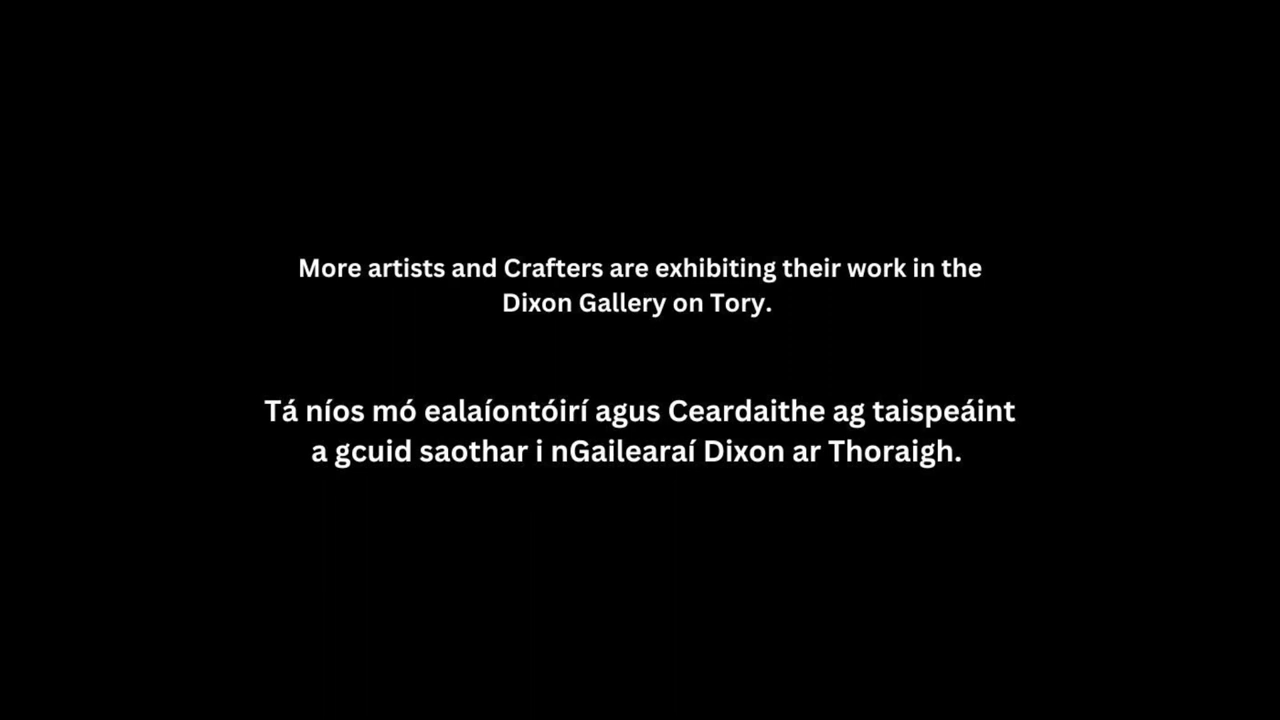 More artists and Crafters are exhibiting their work in the
Dixon Gallery on Tory.
Tá níos mó ealaíontóirí agus Ceardaithe ag taispeáint
a gcuid saothar i nGailearaí Dixon ar Thoraigh.